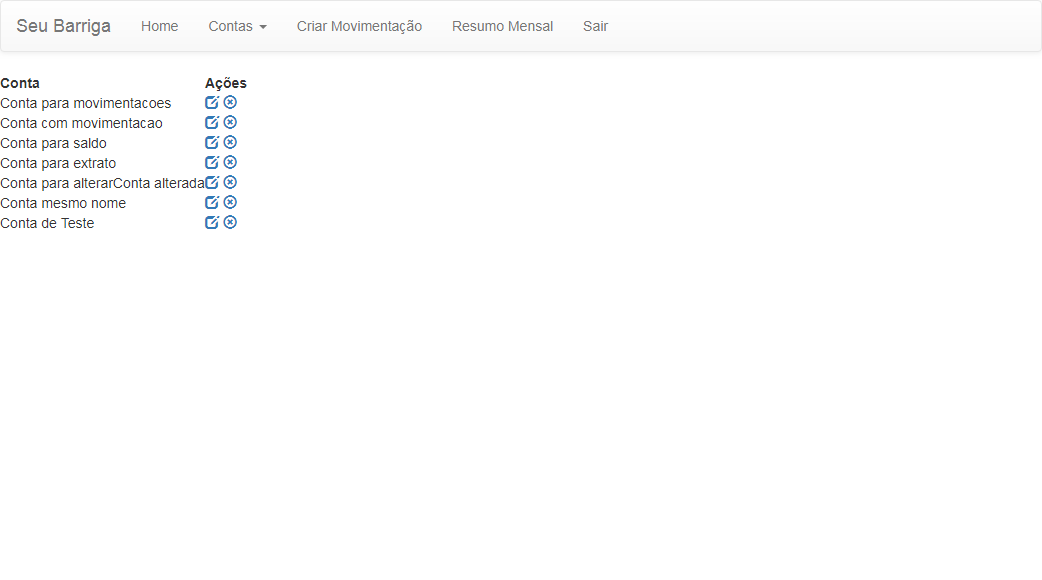 Seu Barriga Home Contas Criar Movimentação Resumo Mensal Sair
Conta Ações
Conta para movimentacoes
Conta com movimentacao
Conta para saldo
Conta para extrato
Conta para alterarConta alterada
Conta mesmo nome
Conta de Teste